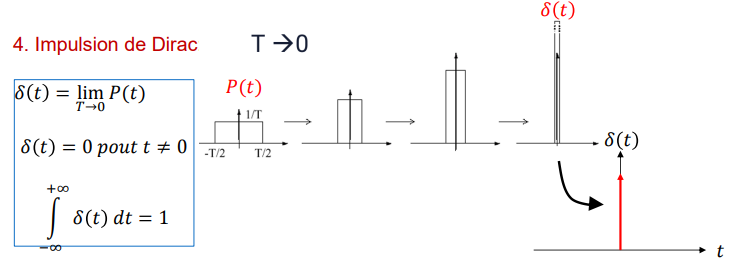 δ(t)
4. Impulsion de Dirac
T→0
δ(t) = lim P(t)
T→0
δ(t) = 0 pout t ≠ 0
+∞
∫ δ(t) dt = 1
−∞
P(t)
1/T
-T/2 T/2
δ(t)
t